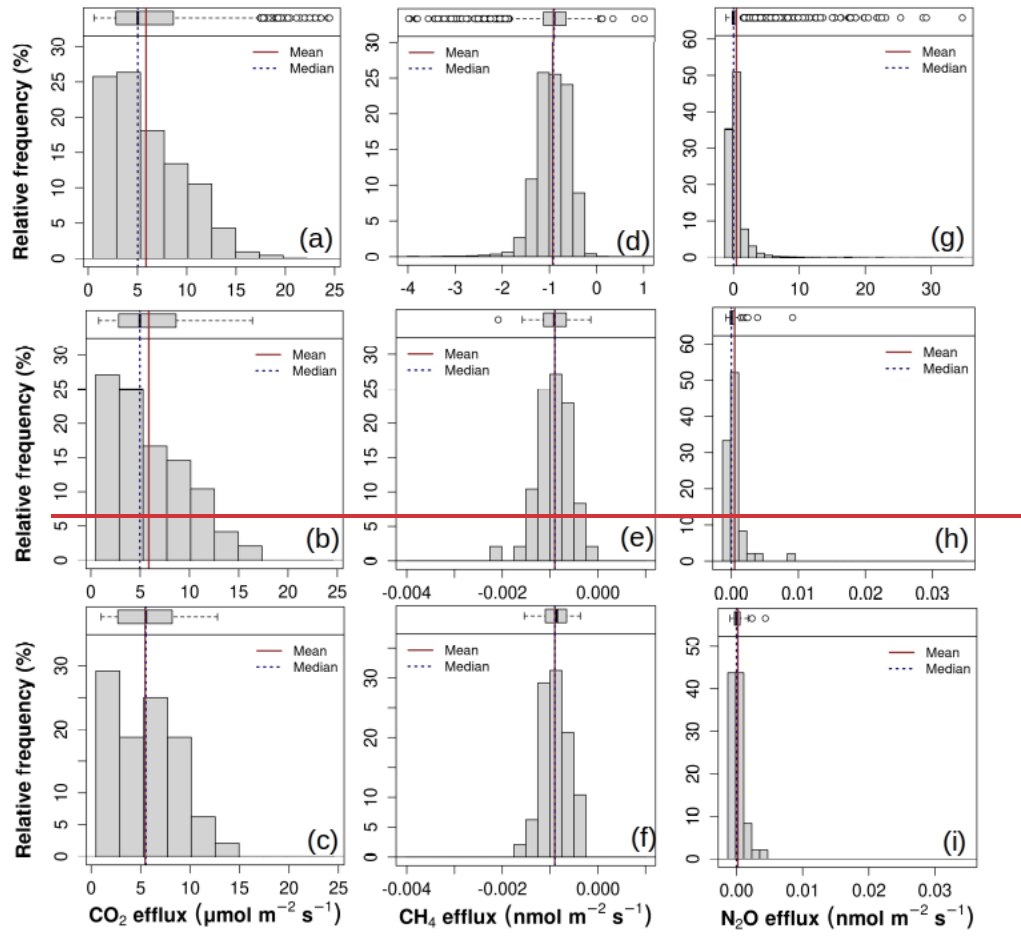 Relative frequency (%)
0 5 10 15 20 25 30
Mean
Median
(a)
0 5 10 15 20 25
0 5 10 15 20 25 30
Mean
Median
(d)
-4 -3 -2 -1 0 1
0 10 20 30 40 50 60
Mean
Median
(g)
0 10 20 30
Relative frequency (%)
0 5 10 15 20 25 30
Mean
Median
(b)
0 5 10 15 20 25
0 5 10 15 20 25 30
Mean
Median
(e)
-0.004 -0.002 0.000
0 10 20 30 40 50 60
Mean
Median
(h)
0.00 0.01 0.02 0.03
Relative frequency (%)
0 5 10 20 30
Mean
Median
(c)
0 5 10 15 20 25
CO₂ efflux (μmol m⁻² s⁻¹)
0 5 10 20 30
Mean
Median
(f)
-0.004 -0.002 0.000
CH₄ efflux (nmol m⁻² s⁻¹)
0 10 20 30 40 50
Mean
Median
(i)
0.00 0.01 0.02 0.03
N₂O efflux (nmol m⁻² s⁻¹)